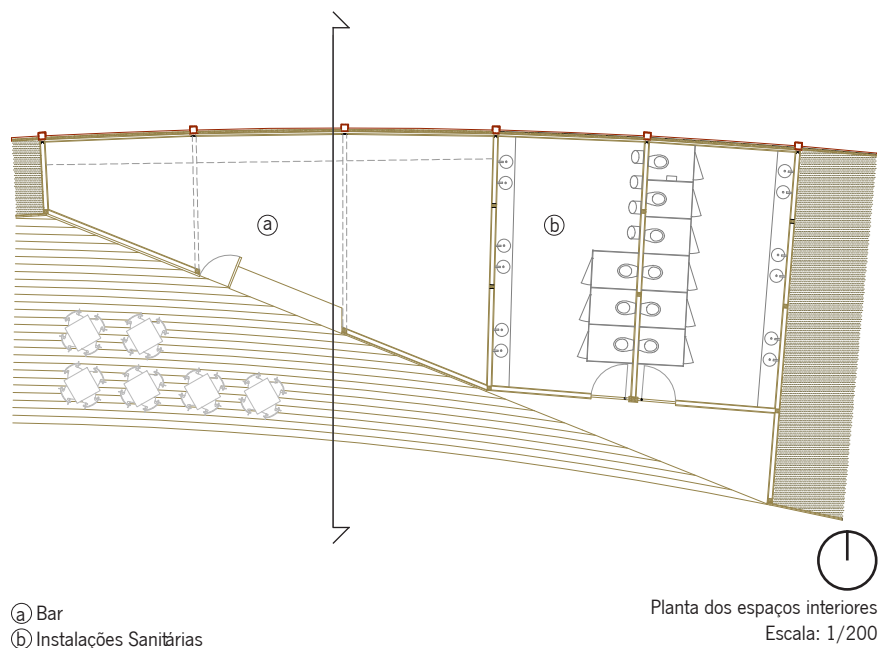 a
b
a Bar
b Instalações Sanitárias
Planta dos espaços interiores
Escala: 1/200